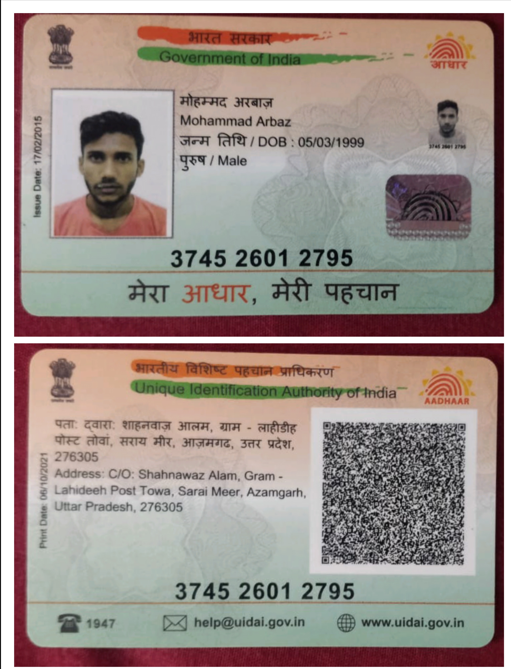 भारत सरकार
Government of India
आधार
Issue Date: 17/02/2015
मोहम्मद अरबाज़
Mohammad Arbaz
जन्म तिथि / DOB : 05/03/1999
पुरुष / Male
3745 2601 2795
3745 2601 2795
मेरा आधार, मेरी पहचान
भारतीय विशिष्ट पहचान प्राधिकरण
Unique Identification Authority of India
AADHAAR
Print Date: 06/10/2021
पता: द्वारा: शाहनवाज़ आलम, ग्राम - लाहीडीह
पोस्ट तोवां, सराय मीर, आज़मगढ, उत्तर प्रदेश,
276305
Address: C/O: Shahnawaz Alam, Gram -
Lahideeh Post Towa, Sarai Meer, Azamgarh,
Uttar Pradesh, 276305
3745 2601 2795
1947
help@uidai.gov.in
www.uidai.gov.in